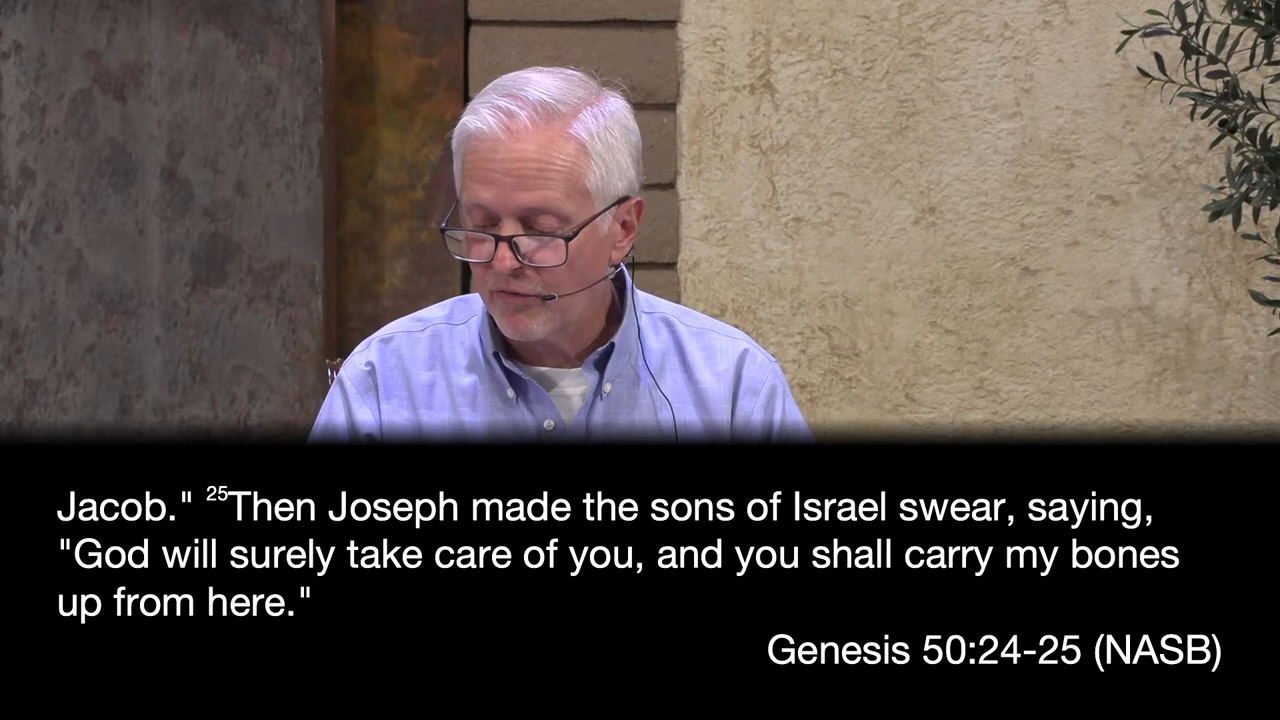 Jacob." 25Then Joseph made the sons of Israel swear, saying,
"God will surely take care of you, and you shall carry my bones
up from here."
Genesis 50:24-25 (NASB)